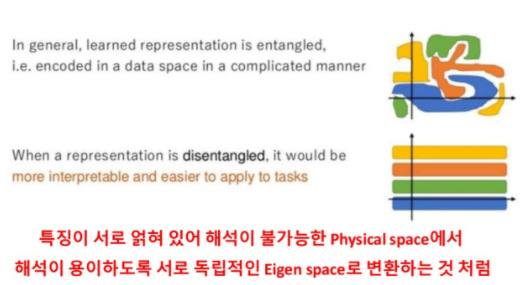 In general, learned representation is entangled,
i.e. encoded in a data space in a complicated manner
When a representation is disentangled, it would be
more interpretable and easier to apply to tasks
특징이 서로 얽혀 있어 해석이 불가능한 Physical space에서
해석이 용이하도록 서로 독립적인 Eigen space로 변환하는 것 처럼